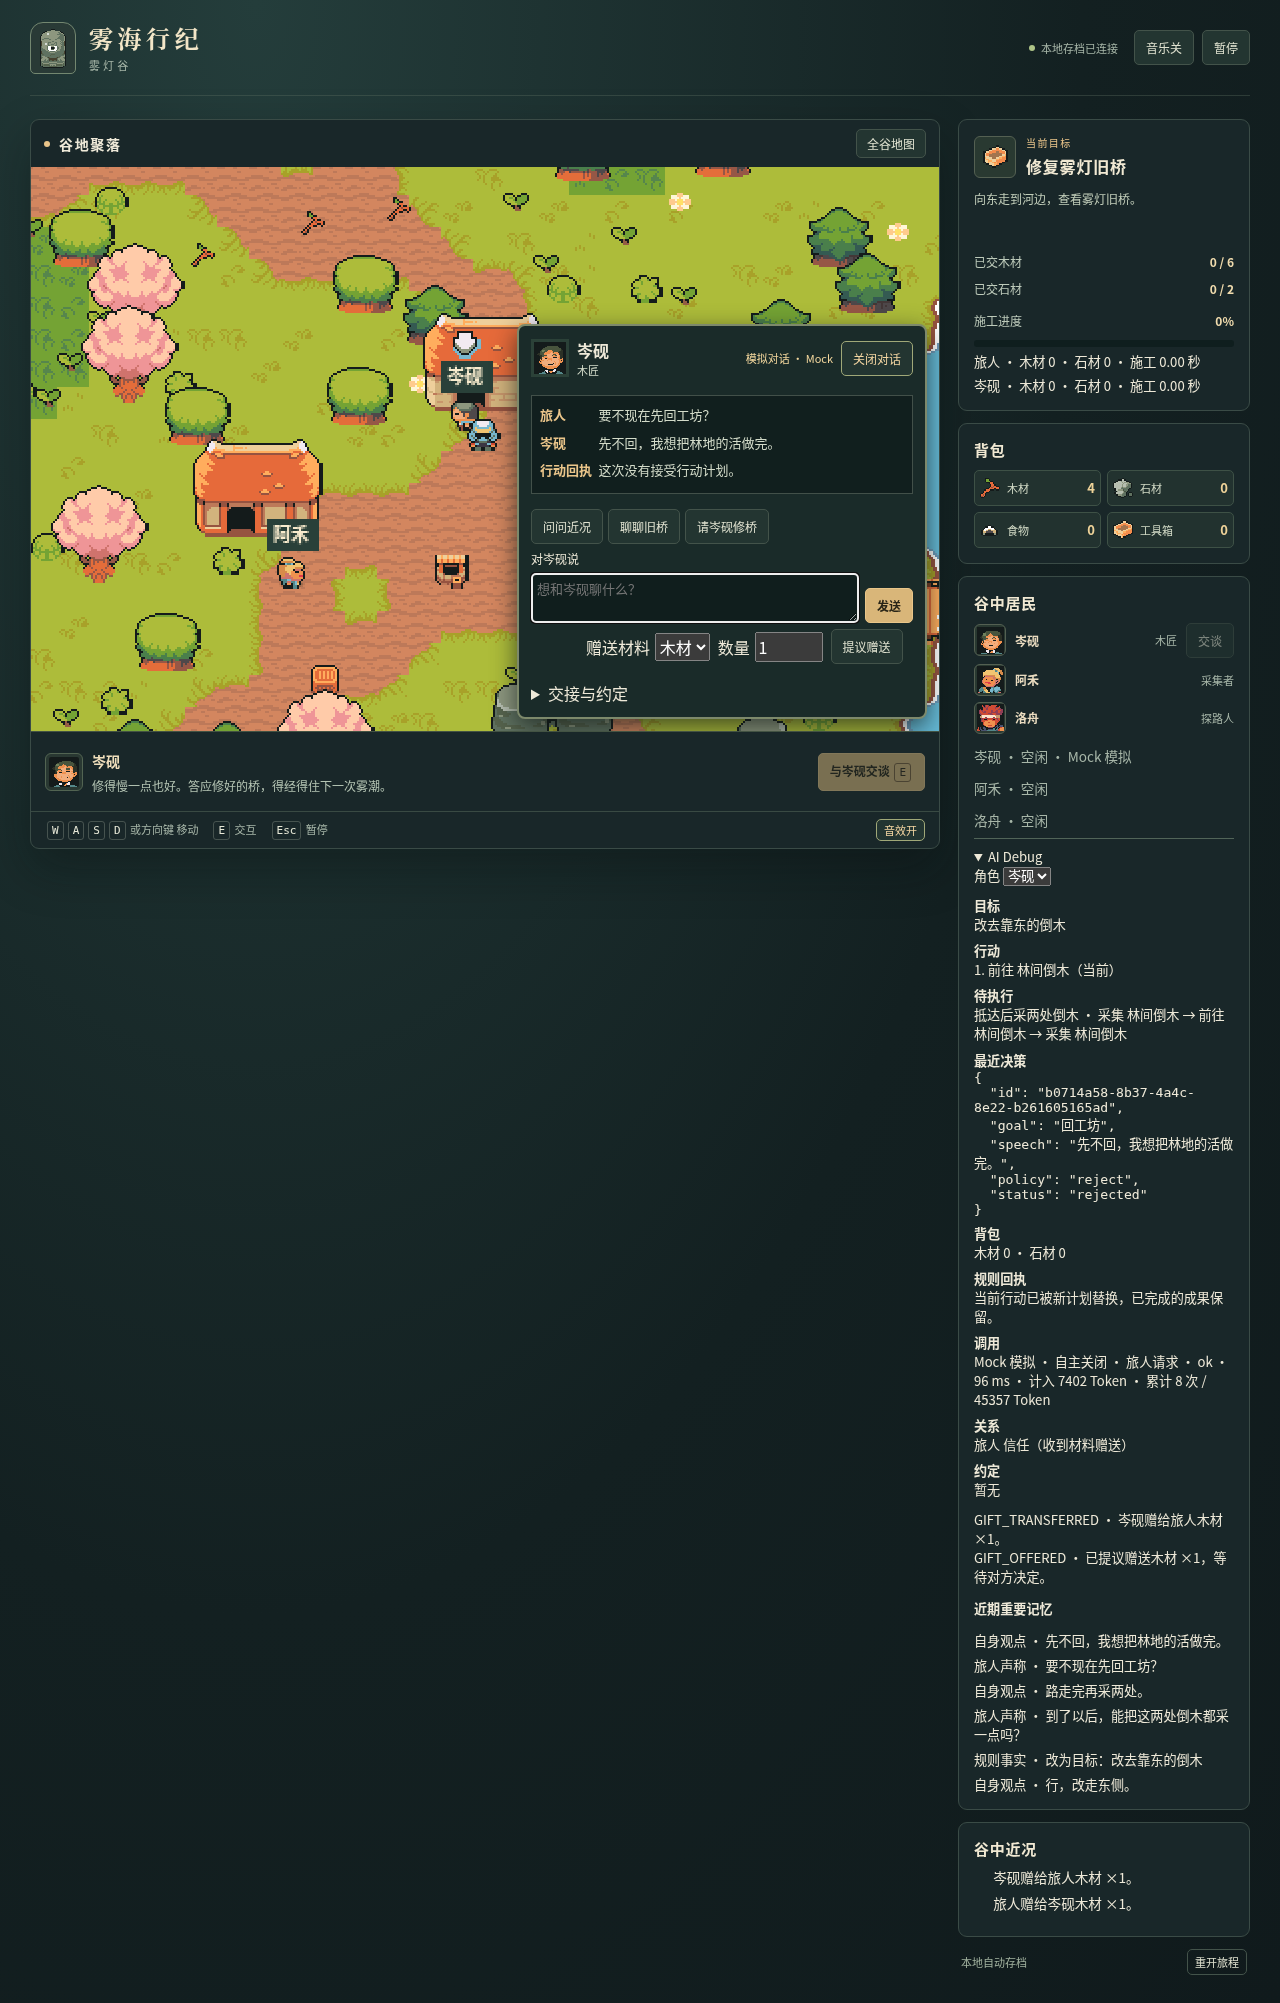 雾海行纪
雾灯谷
本地存档已连接
音乐关
暂停
谷地聚落
全谷地图
岑砚
阿禾
岑砚
木匠
模拟对话 · Mock
关闭对话
旅人 要不现在先回工坊？
岑砚 先不回，我想把林地的活做完。
行动回执 这次没有接受行动计划。
问问近况
聊聊旧桥
请岑砚修桥
对岑砚说
想和岑砚聊什么？
发送
赠送材料 木材 数量 1 提议赠送
▶ 交接与约定
岑砚
修得慢一点也好。答应修好的桥，得经得住下一次雾潮。
与岑砚交谈 E
W A S D 或方向键 移动 E 交互 Esc 暂停
音效开
当前目标
修复雾灯旧桥
向东走到河边，查看雾灯旧桥。
已交木材 0 / 6
已交石材 0 / 2
施工进度 0%
旅人 · 木材 0 · 石材 0 · 施工 0.00 秒
岑砚 · 木材 0 · 石材 0 · 施工 0.00 秒
背包
木材 4
石材 0
食物 0
工具箱 0
谷中居民
岑砚 木匠 交谈
阿禾 采集者
洛舟 探路人
岑砚 · 空闲 · Mock 模拟
阿禾 · 空闲
洛舟 · 空闲
▼ AI Debug
角色 岑砚
目标
改去靠东的倒木
行动
1. 前往 林间倒木（当前）
待执行
抵达后采两处倒木 · 采集 林间倒木 → 前往
林间倒木 → 采集 林间倒木
最近决策
{
"id": "b0714a58-8b37-4a4c-
8e22-b261605165ad",
"goal": "回工坊",
"speech": "先不回，我想把林地的活做
完。",
"policy": "reject",
"status": "rejected"
}
背包
木材 0 · 石材 0
规则回执
当前行动已被新计划替换，已完成的成果保
留。
调用
Mock 模拟 · 自主关闭 · 旅人请求 · ok ·
96 ms · 计入 7402 Token · 累计 8 次 /
45357 Token
关系
旅人 信任（收到材料赠送）
约定
暂无
GIFT_TRANSFERRED · 岑砚赠给旅人木材
×1。
GIFT_OFFERED · 已提议赠送木材 ×1，等
待对方决定。
近期重要记忆
自身观点 · 先不回，我想把林地的活做完。
旅人声称 · 要不现在先回工坊？
自身观点 · 路走完再采两处。
旅人声称 · 到了以后，能把这两处倒木都采
一点吗？
规则事实 · 改为目标：改去靠东的倒木
自身观点 · 行，改走东侧。
谷中近况
岑砚赠给旅人木材 ×1。
旅人赠给岑砚木材 ×1。
本地自动存档
重开旅程